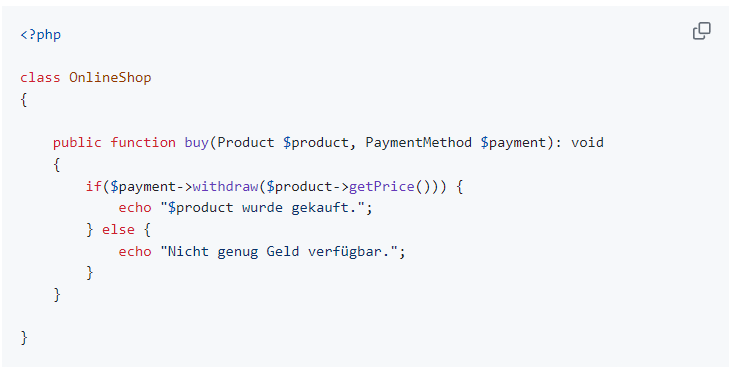 <?php
class OnlineShop
{
public function buy(Product $product, PaymentMethod $payment): void
{
if($payment->withdraw($product->getPrice())) {
echo "$product wurde gekauft.";
} else {
echo "Nicht genug Geld verfügbar.";
}
}
}